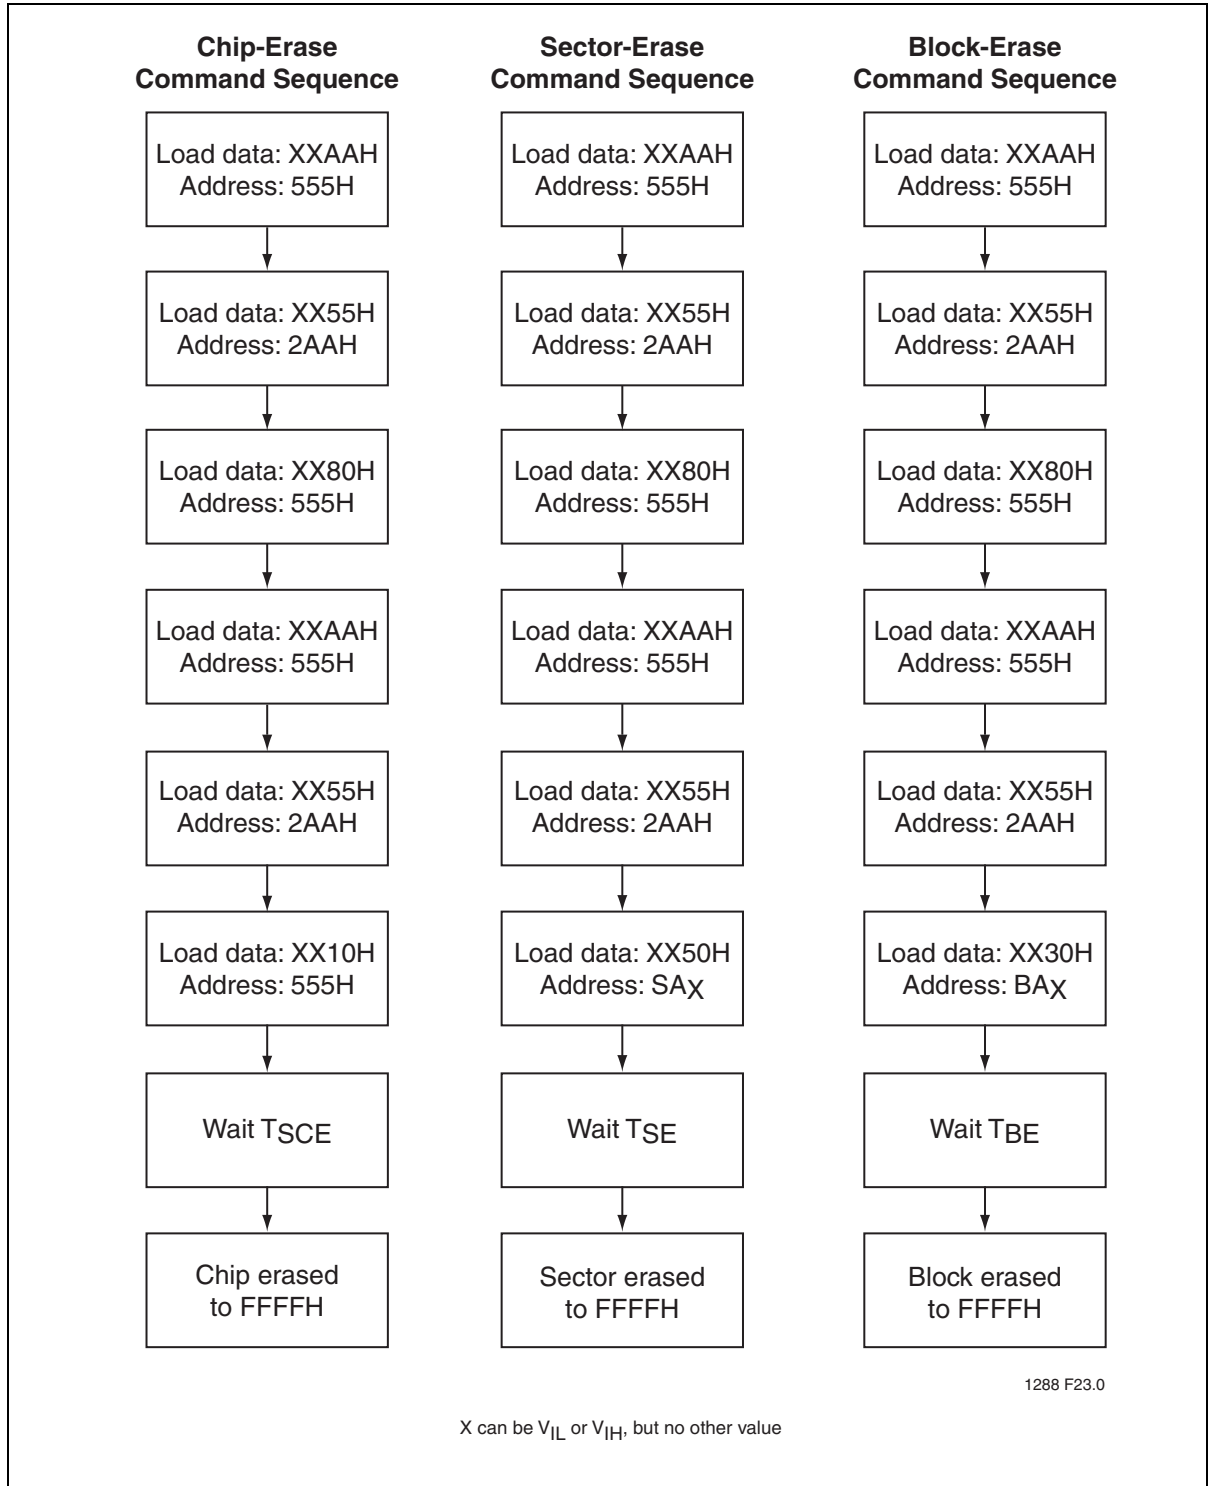 Chip-Erase
Command Sequence
Load data: XXAAH
Address: 555H
Load data: XX55H
Address: 2AAH
Load data: XX80H
Address: 555H
Load data: XXAAH
Address: 555H
Load data: XX55H
Address: 2AAH
Load data: XX10H
Address: 555H
Wait TSCE
Chip erased
to FFFFH
Sector-Erase
Command Sequence
Load data: XXAAH
Address: 555H
Load data: XX55H
Address: 2AAH
Load data: XX80H
Address: 555H
Load data: XXAAH
Address: 555H
Load data: XX55H
Address: 2AAH
Load data: XX50H
Address: SAX
Wait TSE
Sector erased
to FFFFH
Block-Erase
Command Sequence
Load data: XXAAH
Address: 555H
Load data: XX55H
Address: 2AAH
Load data: XX80H
Address: 555H
Load data: XXAAH
Address: 555H
Load data: XX55H
Address: 2AAH
Load data: XX30H
Address: BAX
Wait TBE
Block erased
to FFFFH
1288 F23.0
X can be VIL or VIH, but no other value